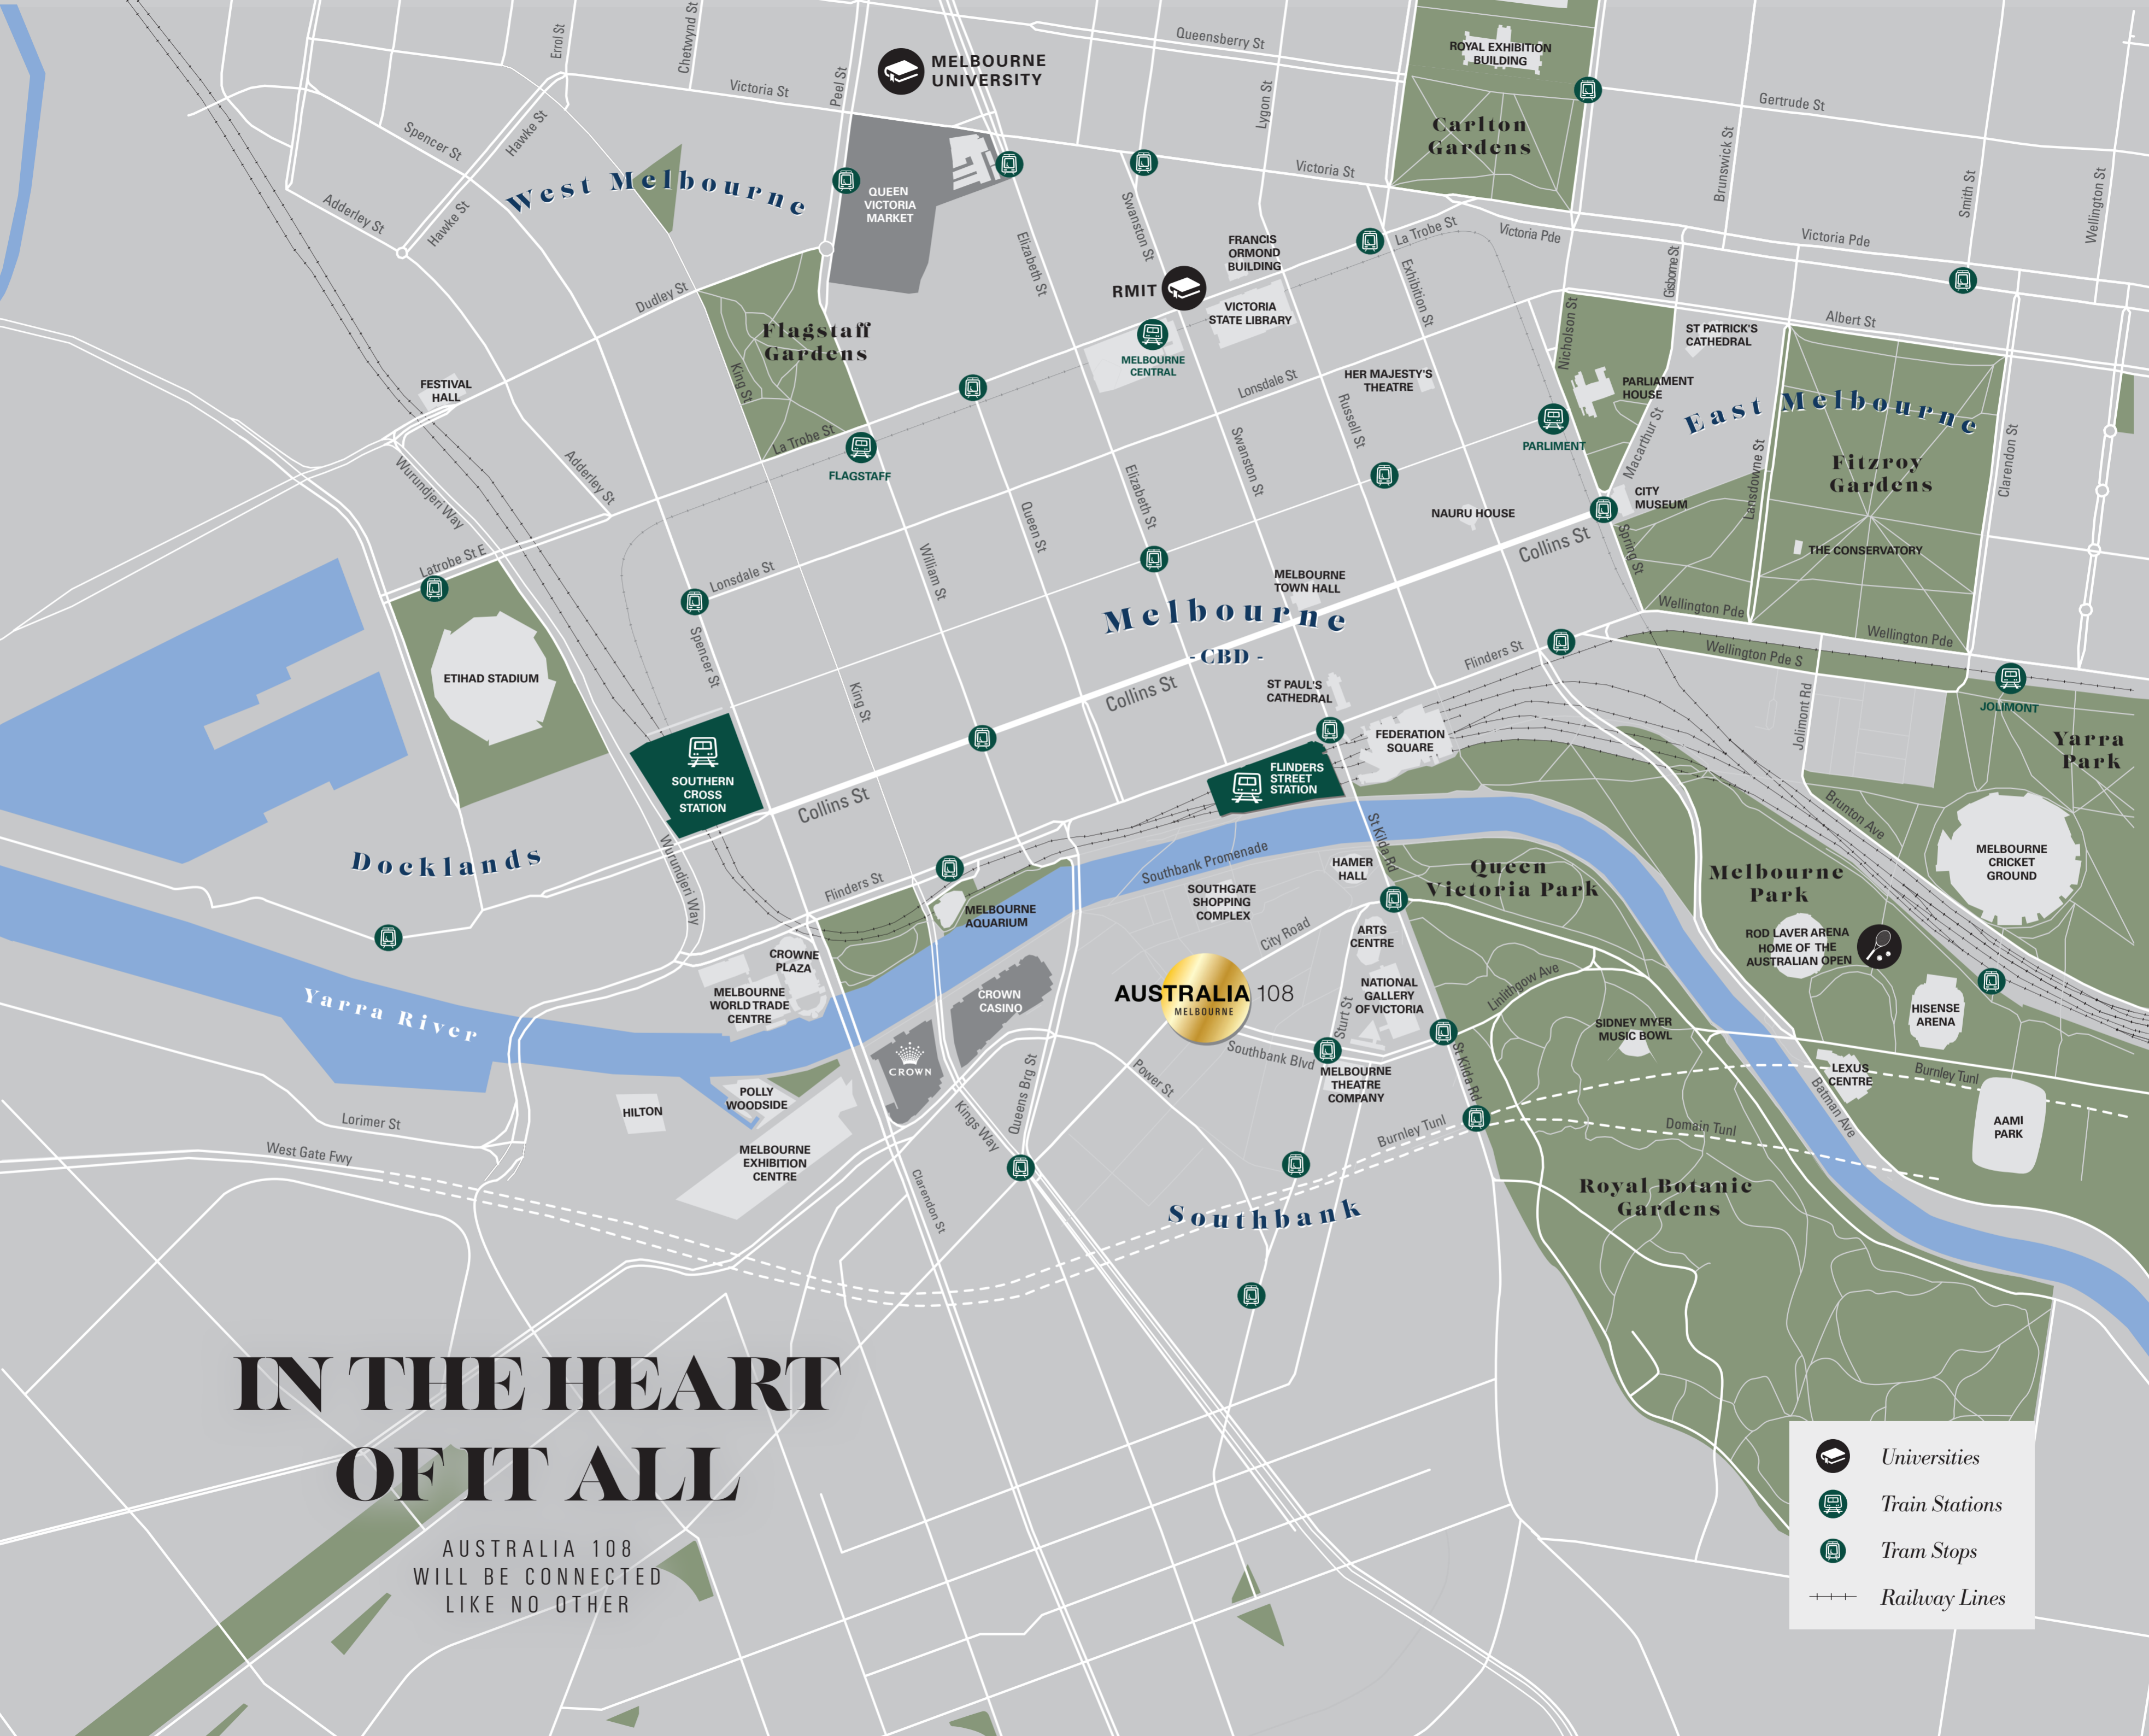 Errol St
Chetwynd St
Peel St
MELBOURNE
UNIVERSITY
Queensberry St
Lygon St
ROYAL EXHIBITION
BUILDING
Carlton
Gardens
Gertrude St
Brunswick St
Smith St
Wellington St
Victoria St
Spencer St
Hawke St
West Melbourne
Adderley St
Hawke St
QUEEN
VICTORIA
MARKET
Victoria St
Swanston St
Elizabeth St
FRANCIS
ORMOND
BUILDING
La Trobe St
Victoria Pde
Victoria Pde
Gisborne St
Exhibition St
RMIT
VICTORIA
STATE LIBRARY
Dudley St
Flagstaff
Gardens
King St
La Trobe St
FLAGSTAFF
MELBOURNE
CENTRAL
Lonsdale St
HER MAJESTY'S
THEATRE
Nicholson St
ST PATRICK'S
CATHEDRAL
Albert St
PARLIAMENT
HOUSE
PARLIMENT
Macarthur St
East Melbourne
Fitzroy
Gardens
Lansdowne St
Clarendon St
FESTIVAL
HALL
Wurundjeri Way
Adderley St
Russell St
Swanston St
Elizabeth St
Queen St
William St
NAURU HOUSE
CITY
MUSEUM
Collins St
Spring St
THE CONSERVATORY
Latrobe St E
Lonsdale St
Spencer St
MELBOURNE
TOWN HALL
Melbourne
- CBD -
Wellington Pde
Wellington Pde
Wellington Pde S
Flinders St
ETIHAD STADIUM
King St
Collins St
ST PAUL'S
CATHEDRAL
FEDERATION
SQUARE
Jolimont Rd
JOLIMONT
Yarra
Park
SOUTHERN
CROSS
STATION
Collins St
FLINDERS
STREET
STATION
Brunton Ave
MELBOURNE
CRICKET
GROUND
Docklands
Wurundjeri Way
Flinders St
MELBOURNE
AQUARIUM
Southbank Promenade
St Kilda Rd
HAMER
HALL
SOUTHGATE
SHOPPING
COMPLEX
Queen
Victoria Park
Melbourne
Park
City Road
ARTS
CENTRE
ROD LAVER ARENA
HOME OF THE
AUSTRALIAN OPEN
CROWNE
PLAZA
MELBOURNE
WORLD TRADE
CENTRE
CROWN
CASINO
AUSTRALIA 108
MELBOURNE
NATIONAL
GALLERY
OF VICTORIA
Linlithgow Ave
Yarra River
Sturt St
SIDNEY MYER
MUSIC BOWL
HISENSE
ARENA
CROWN
Southbank Blvd
St Kilda Rd
LEXUS
CENTRE
Burnley Tunl
Batman Ave
POLLY
WOODSIDE
HILTON
Power St
MELBOURNE
THEATRE
COMPANY
Queens Brg St
Kings Way
Burnley Tunl
Domain Tunl
AAMI
PARK
Lorimer St
West Gate Fwy
MELBOURNE
EXHIBITION
CENTRE
Clarendon St
Southbank
Royal Botanic
Gardens
IN THE HEART
OF IT ALL
AUSTRALIA 108
WILL BE CONNECTED
LIKE NO OTHER
Universities
Train Stations
Tram Stops
Railway Lines